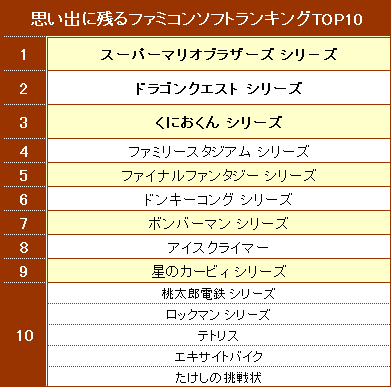 思い出に残るファミコンソフトランキングTOP10
1 スーパーマリオブラザーズ シリーズ
2 ドラゴンクエスト シリーズ
3 くにおくん シリーズ
4 ファミリースタジアム シリーズ
5 ファイナルファンタジー シリーズ
6 ドンキーコング シリーズ
7 ボンバーマン シリーズ
8 アイスクライマー
9 星のカービィ シリーズ
10 桃太郎電鉄 シリーズ
ロックマン シリーズ
テトリス
エキサイトバイク
たけしの挑戦状